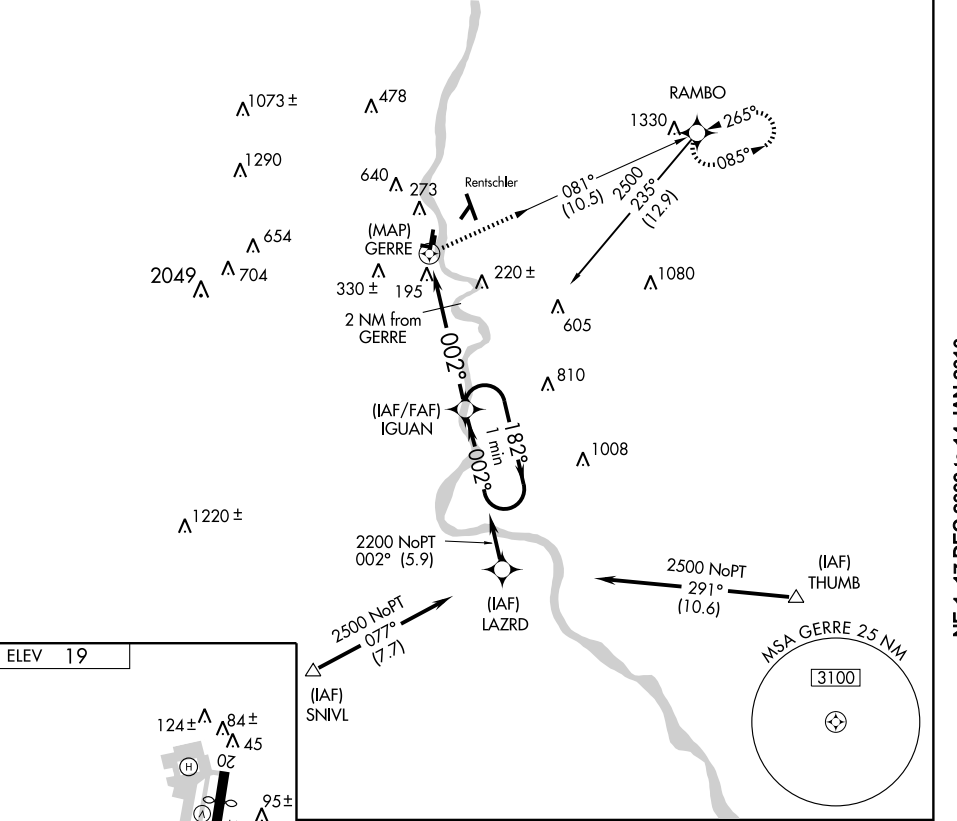 RAMBO
1073 ±
478
1330
265°
085°
1290
640
273
Rentschler
081°
(10.5)
2500
235°
(12.9)
(MAP)
GERRE
654
704
2049
330 ±
195
220 ±
1080
605
2 NM from
GERRE
002°
810
(IAF/FAF)
IGUAN
182°
1 min
002°
1008
1220 ±
2200 NoPT
002° (5.9)
(IAF)
LAZRD
2500 NoPT
291°
(10.6)
(IAF)
THUMB
2500 NoPT
077°
(7.7)
(IAF)
SNIVL
MSA GERRE 25 NM
3100
ELEV 19
124 ±
84 ±
45
20
H
95 ±